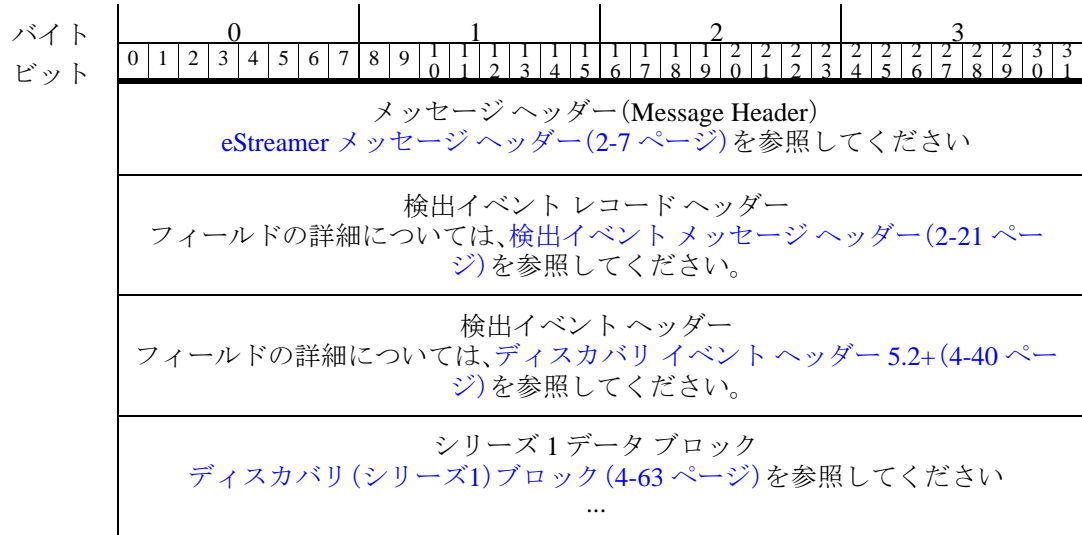 バイト 0 1 2 3
ビット 0 1 2 3 4 5 6 7 8 9 10 11 12 13 14 15 16 17 18 19 20 21 22 23 24 25 26 27 28 29 30 31
メッセージ ヘッダー(Message Header)
eStreamer メッセージ ヘッダー(2-7 ページ)を参照してください
検出イベント レコード ヘッダー
フィールドの詳細については、検出イベント メッセージ ヘッダー(2-21 ペー
ジ)を参照してください。
検出イベント ヘッダー
フィールドの詳細については、ディスカバリ イベント ヘッダー 5.2+(4-40 ペー
ジ)を参照してください。
シリーズ 1 データ ブロック
ディスカバリ(シリーズ1)ブロック(4-63 ページ)を参照してください
...